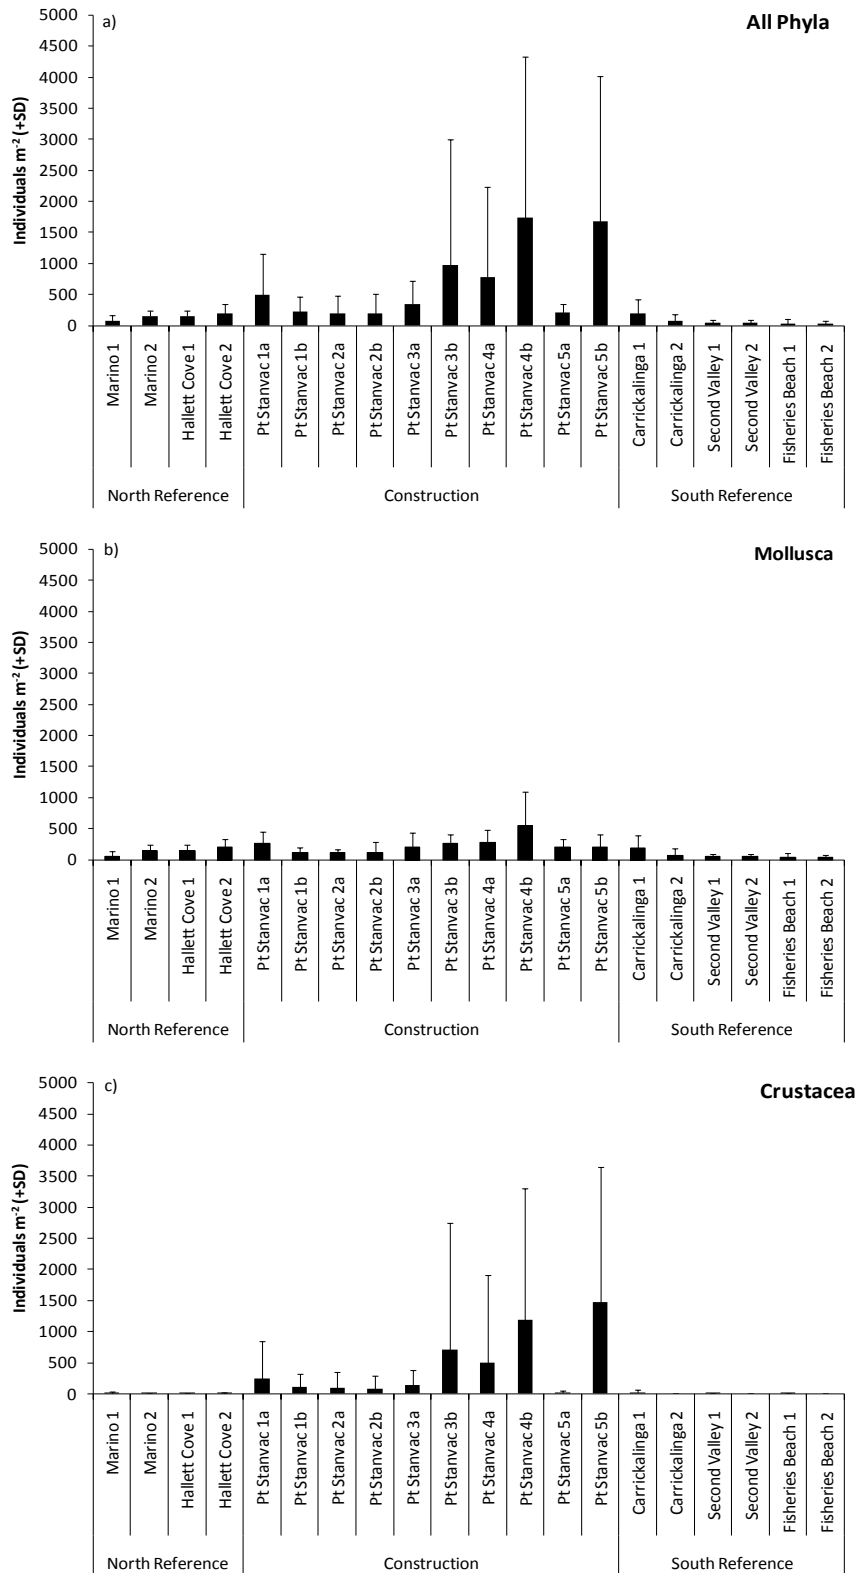 a)
All Phyla
Individuals m-2 (+SD)
5000
4500
4000
3500
3000
2500
2000
1500
1000
500
0
Marino 1
Marino 2
Hallett Cove 1
Hallett Cove 2
Pt Stanvac 1a
Pt Stanvac 1b
Pt Stanvac 2a
Pt Stanvac 2b
Pt Stanvac 3a
Pt Stanvac 3b
Pt Stanvac 4a
Pt Stanvac 4b
Pt Stanvac 5a
Pt Stanvac 5b
Carrickalinga 1
Carrickalinga 2
Second Valley 1
Second Valley 2
Fisheries Beach 1
Fisheries Beach 2
North Reference
Construction
South Reference
b)
Mollusca
Individuals m-2 (+SD)
5000
4500
4000
3500
3000
2500
2000
1500
1000
500
0
Marino 1
Marino 2
Hallett Cove 1
Hallett Cove 2
Pt Stanvac 1a
Pt Stanvac 1b
Pt Stanvac 2a
Pt Stanvac 2b
Pt Stanvac 3a
Pt Stanvac 3b
Pt Stanvac 4a
Pt Stanvac 4b
Pt Stanvac 5a
Pt Stanvac 5b
Carrickalinga 1
Carrickalinga 2
Second Valley 1
Second Valley 2
Fisheries Beach 1
Fisheries Beach 2
North Reference
Construction
South Reference
c)
Crustacea
Individuals m-2 (+SD)
5000
4500
4000
3500
3000
2500
2000
1500
1000
500
0
Marino 1
Marino 2
Hallett Cove 1
Hallett Cove 2
Pt Stanvac 1a
Pt Stanvac 1b
Pt Stanvac 2a
Pt Stanvac 2b
Pt Stanvac 3a
Pt Stanvac 3b
Pt Stanvac 4a
Pt Stanvac 4b
Pt Stanvac 5a
Pt Stanvac 5b
Carrickalinga 1
Carrickalinga 2
Second Valley 1
Second Valley 2
Fisheries Beach 1
Fisheries Beach 2
North Reference
Construction
South Reference